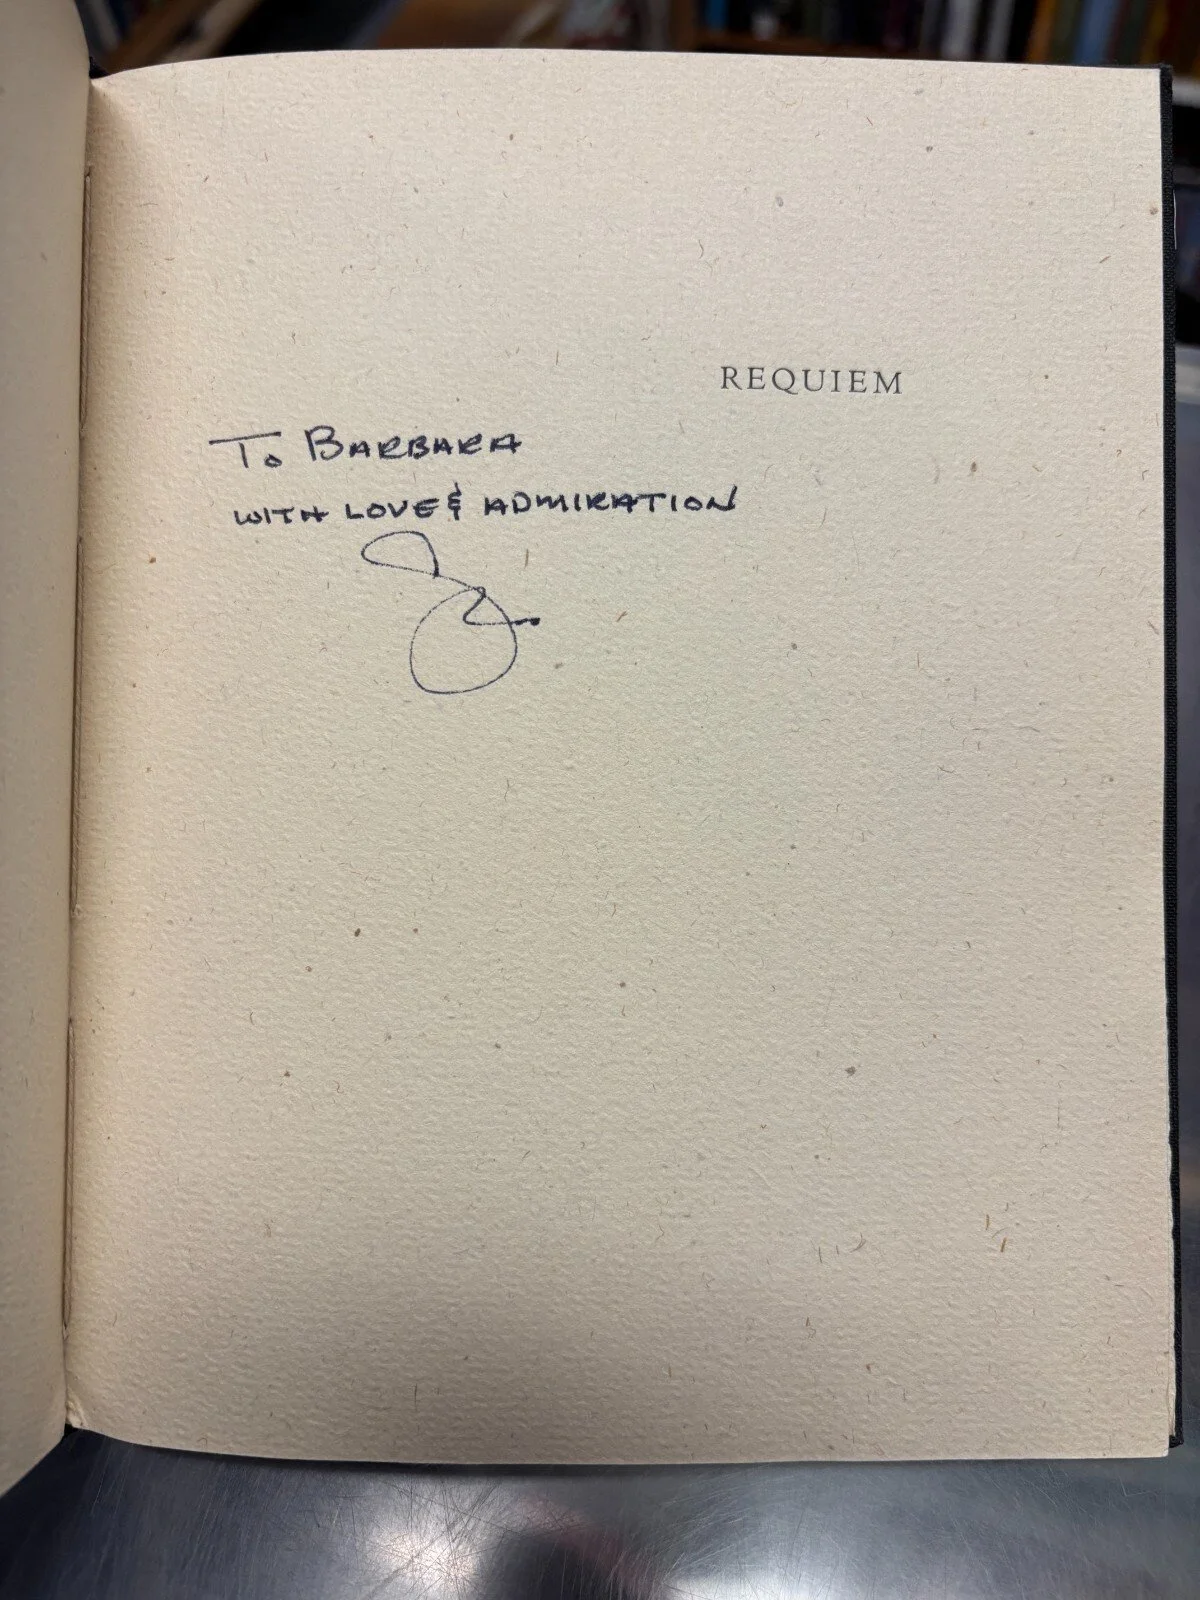 REQUIEM
To BARBARA
WITH LOVE & ADMIRATION